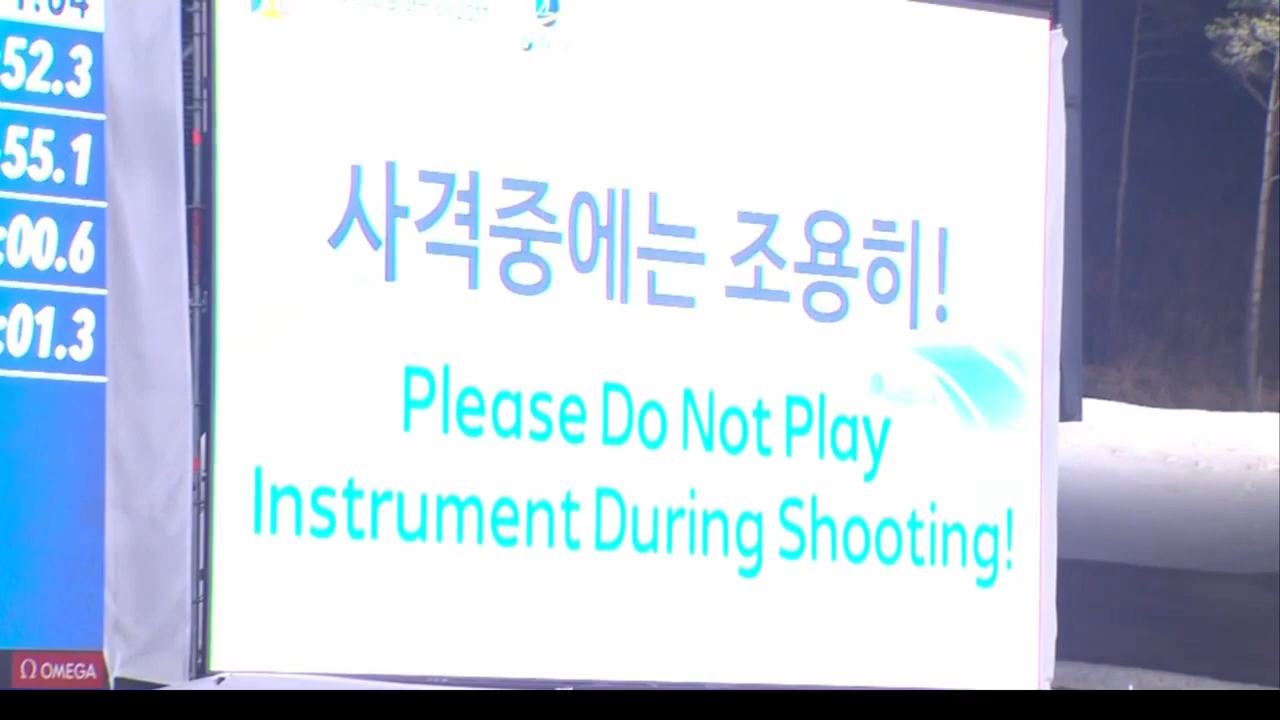 52.3
55.1
:00.6
:01.3
Ω OMEGA
사격중에는 조용히!
Please Do Not Play
Instrument During Shooting!